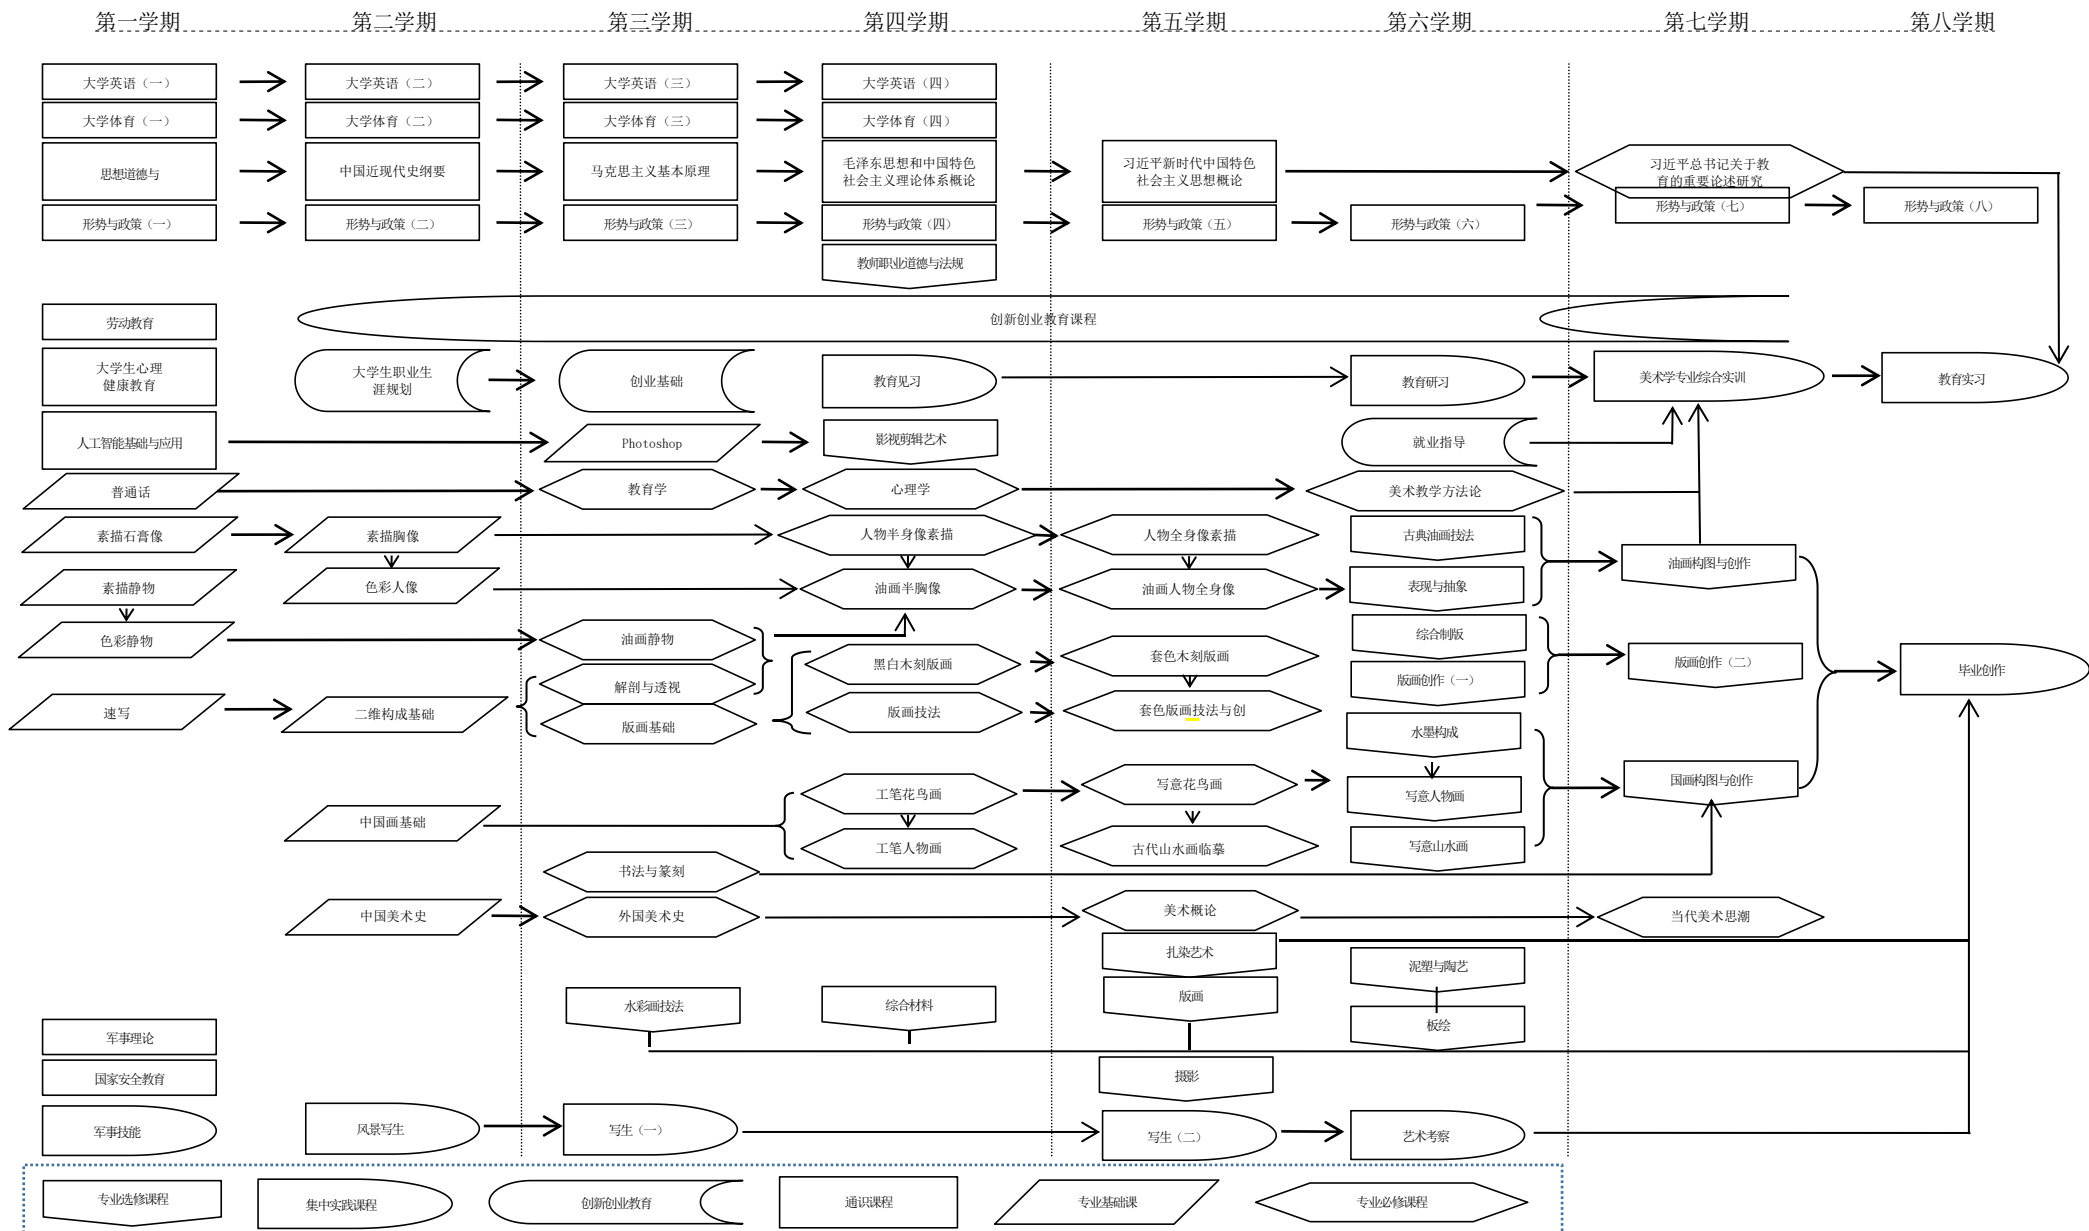 第一学期 第二学期 第三学期 第四学期 第五学期 第六学期 第七学期 第八学期
大学英语（一） 大学英语（二） 大学英语（三） 大学英语（四）
大学体育（一） 大学体育（二） 大学体育（三） 大学体育（四）
思想道德与 中国近现代史纲要 马克思主义基本原理
毛泽东思想和中国特色
社会主义理论体系概论
习近平新时代中国特色
社会主义思想概论
习近平总书记关于教
育的重要论述研究
形势与政策（一） 形势与政策（二） 形势与政策（三） 形势与政策（四） 形势与政策（五） 形势与政策（六） 形势与政策（七） 形势与政策（八）
教师职业道德与法规
劳动教育 创新创业教育课程
大学生心理
健康教育
大学生职业生
涯规划
创业基础 教育见习 教育研习 美术学专业综合实训 教育实习
人工智能基础与应用 Photoshop 影视剪辑艺术 就业指导
普通话 教育学 心理学 美术教学方法论
素描石膏像 素描胸像 人物半身像素描 人物全身像素描 古典油画技法 油画构图与创作
素描静物 色彩人像 油画半胸像 油画人物全身像 表现与抽象
色彩静物 油画静物 黑白木刻版画 套色木刻版画 综合制版 版画创作（二） 毕业创作
解剖与透视 版画创作（一）
速写 二维构成基础 版画基础 版画技法 套色版画技法与创 水墨构成
工笔花鸟画 写意花鸟画 写意人物画 国画构图与创作
中国画基础 工笔人物画 古代山水画临摹 写意山水画
书法与篆刻
中国美术史 外国美术史 美术概论 当代美术思潮
扎染艺术 泥塑与陶艺
水彩画技法 综合材料 版画 板绘
军事理论
国家安全教育 摄影
军事技能 风景写生 写生（一） 写生（二） 艺术考察
专业选修课程 集中实践课程 创新创业教育 通识课程 专业基础课 专业必修课程